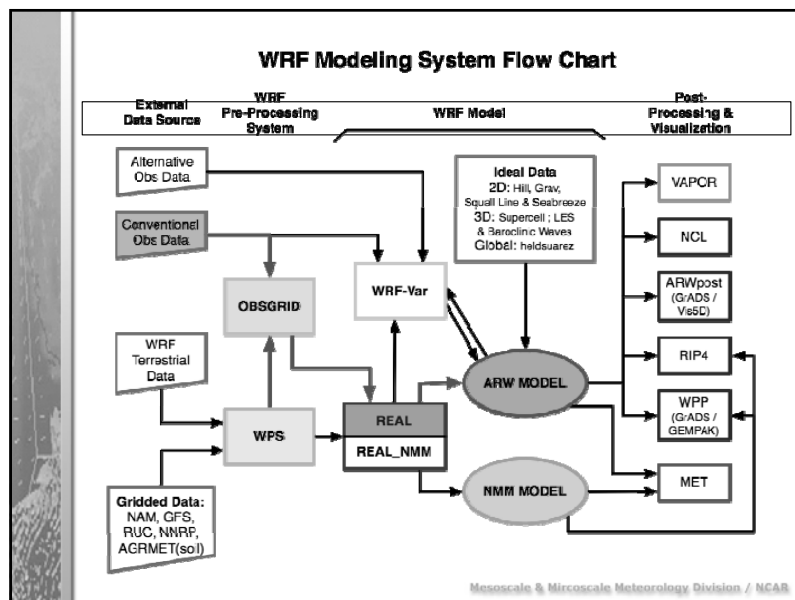 WRF Modeling System Flow Chart
External
Data Source
WRF
Pre-Processing
System
WRF Model
Post-
Processing &
Visualization
Alternative
Obs Data
Conventional
Obs Data
WRF
Terrestrial
Data
Gridded Data:
NAM, GFS,
RUC, NNRP,
AGRMET(soil)
OBSGRID
WPS
WRF-Var
REAL
REAL_NMM
Ideal Data
2D: Hill, Grav,
Squall Line & Seabreeze
3D: Supercell ; LES
& Baroclinic Waves
Global: heldsuarez
ARW MODEL
NMM MODEL
VAPOR
NCL
ARWpost
(GrADS /
Vis5D)
RIP4
WPP
(GrADS /
GEMPAK)
MET
Mesoscale & Mircoscale Meteorology Division / NCAR